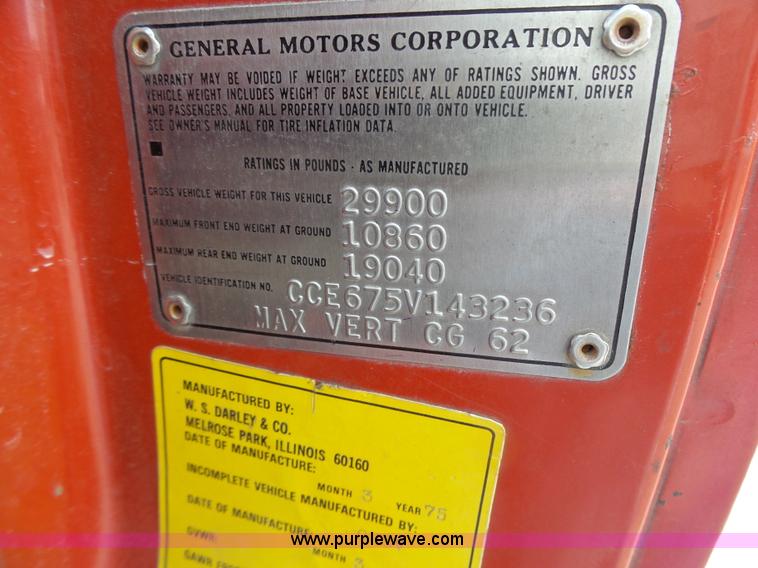 GENERAL MOTORS CORPORATION
WARRANTY MAY BE VOIDED IF WEIGHT EXCEEDS ANY OF RATINGS SHOWN. GROSS
VEHICLE WEIGHT INCLUDES WEIGHT OF BASE VEHICLE, ALL ADDED EQUIPMENT, DRIVER
AND PASSENGERS, AND ALL PROPERTY LOADED INTO OR ONTO VEHICLE.
SEE OWNER'S MANUAL FOR TIRE INFLATION DATA.
RATINGS IN POUNDS - AS MANUFACTURED
GROSS VEHICLE WEIGHT FOR THIS VEHICLE 29900
MAXIMUM FRONT END WEIGHT AT GROUND 10860
MAXIMUM REAR END WEIGHT AT GROUND 19040
VEHICLE IDENTIFICATION NO. CCE675V143236
MAX VERT CG 62
MANUFACTURED BY:
W. S. DARLEY & CO.
MELROSE PARK, ILLINOIS 60160
DATE OF MANUFACTURE:
MONTH 3 YEAR 75
INCOMPLETE VEHICLE MANUFACTURED BY:
DATE OF MANUFACTURE
MONTH
GVWR:
GAWR
www.purplewave.com